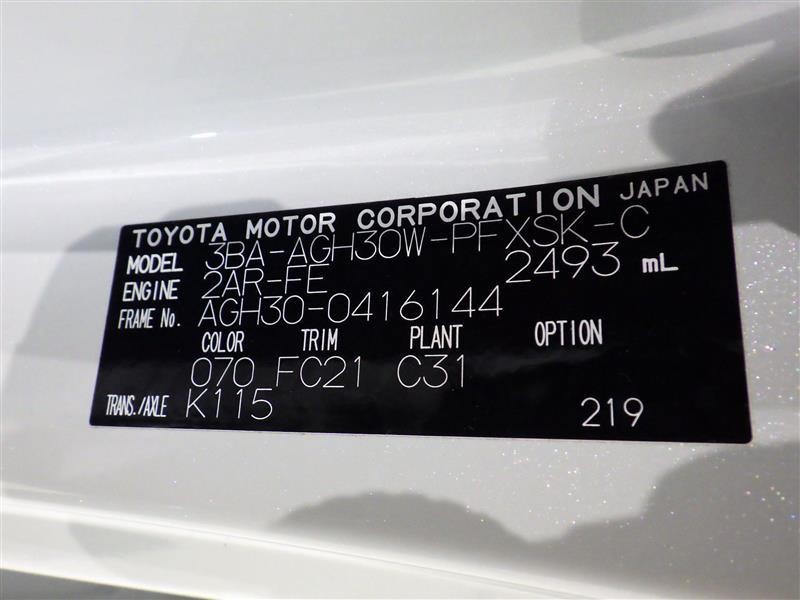 TOYOTA MOTOR CORPORATION JAPAN
MODEL 3BA-AGH30W-PFXSK-C
ENGINE 2AR-FE 2493 mL
FRAME No. AGH30-0416144
COLOR TRIM PLANT OPTION
070 FC21 C31
TRANS./AXLE K115 219